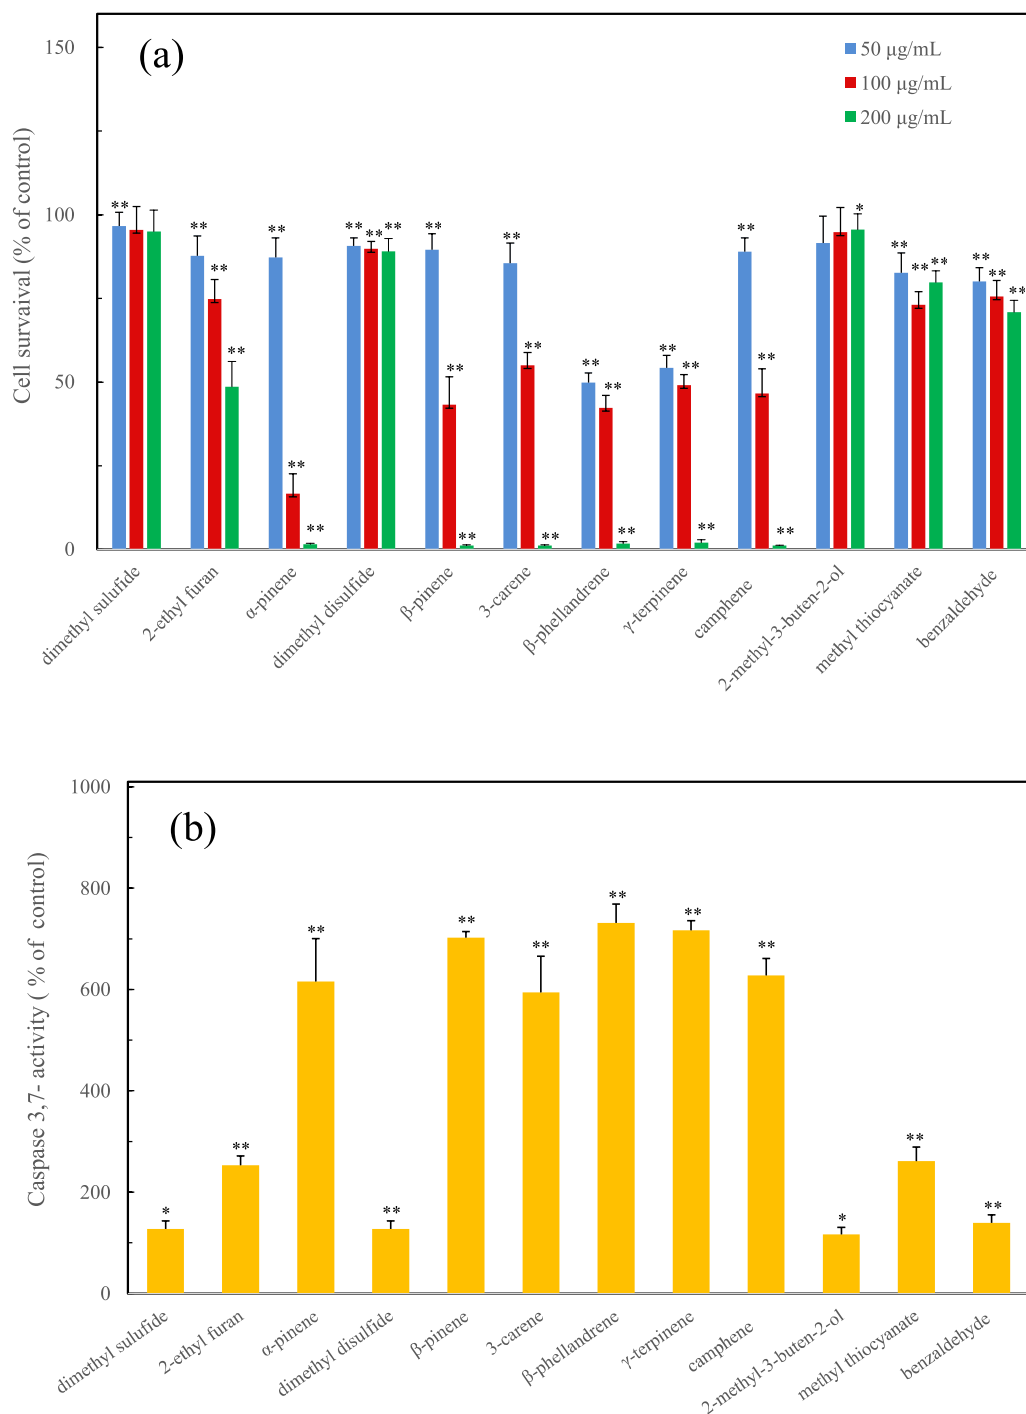 (a)
50 µg/mL
100 µg/mL
200 µg/mL
Cell survaival (% of control)
150
100
50
0
** ** ** ** ** ** ** ** ** ** ** ** ** ** ** ** ** ** ** ** ** ** ** ** ** * ** ** ** ** ** **
dimethyl sulufide
2-ethyl furan
α-pinene
dimethyl disulfide
β-pinene
3-carene
β-phellandrene
γ-terpinene
camphene
2-methyl-3-buten-2-ol
methyl thiocyanate
benzaldehyde
(b)
Caspase 3,7- activity ( % of control)
1000
800
600
400
200
0
* ** ** ** ** ** ** ** ** * ** **
dimethyl sulufide
2-ethyl furan
α-pinene
dimethyl disulfide
β-pinene
3-carene
β-phellandrene
γ-terpinene
camphene
2-methyl-3-buten-2-ol
methyl thiocyanate
benzaldehyde